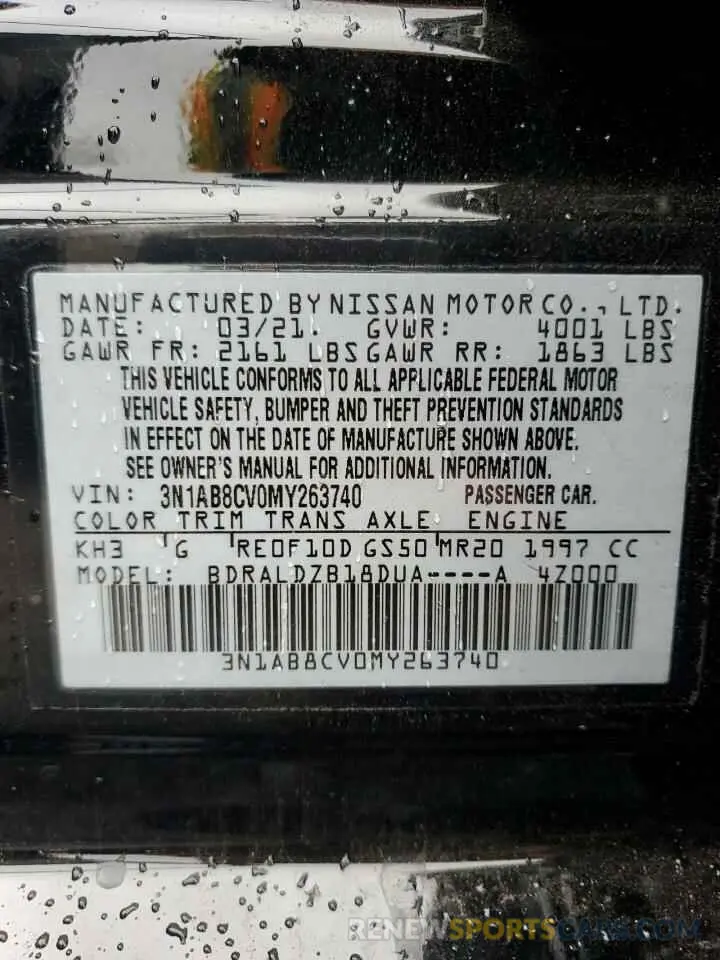 MANUFACTURED BY NISSAN MOTOR CO., LTD.
DATE: 03/21. GVWR: 4001 LBS
GAWR FR: 2161 LBS GAWR RR: 1863 LBS
THIS VEHICLE CONFORMS TO ALL APPLICABLE FEDERAL MOTOR
VEHICLE SAFETY, BUMPER AND THEFT PREVENTION STANDARDS
IN EFFECT ON THE DATE OF MANUFACTURE SHOWN ABOVE.
SEE OWNER'S MANUAL FOR ADDITIONAL INFORMATION.
VIN: 3N1AB8CV0MY263740 PASSENGER CAR.
COLOR TRIM TRANS AXLE ENGINE
KH3 'G 'RE0F10D GS50'MR20 1997 CC
MODEL: BDRALDZB18DUA----A 4Z000
3N1AB8CV0MY263740
RENEWSPORTSCARS.COM